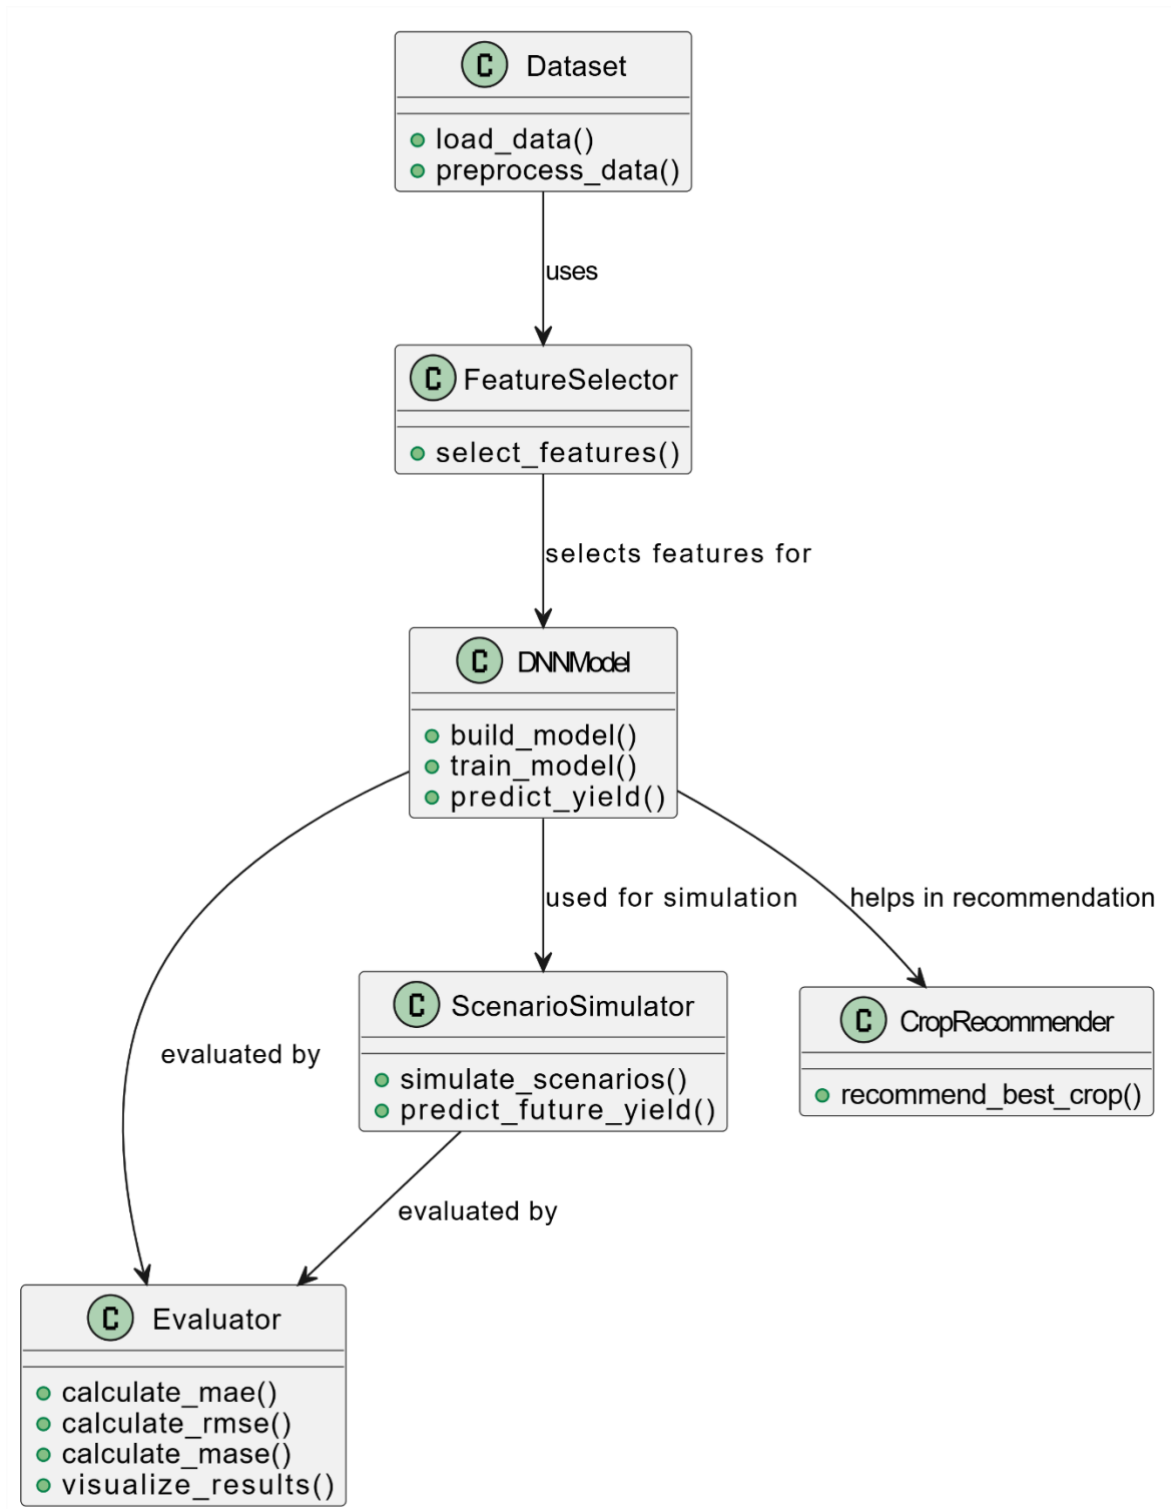 C Dataset
load_data()
preprocess_data()
uses
C FeatureSelector
select_features()
selects features for
C DNNModel
build_model()
train_model()
predict_yield()
used for simulation
helps in recommendation
C ScenarioSimulator
simulate_scenarios()
predict_future_yield()
C CropRecommender
recommend_best_crop()
evaluated by
evaluated by
C Evaluator
calculate_mae()
calculate_rmse()
calculate_mase()
visualize_results()